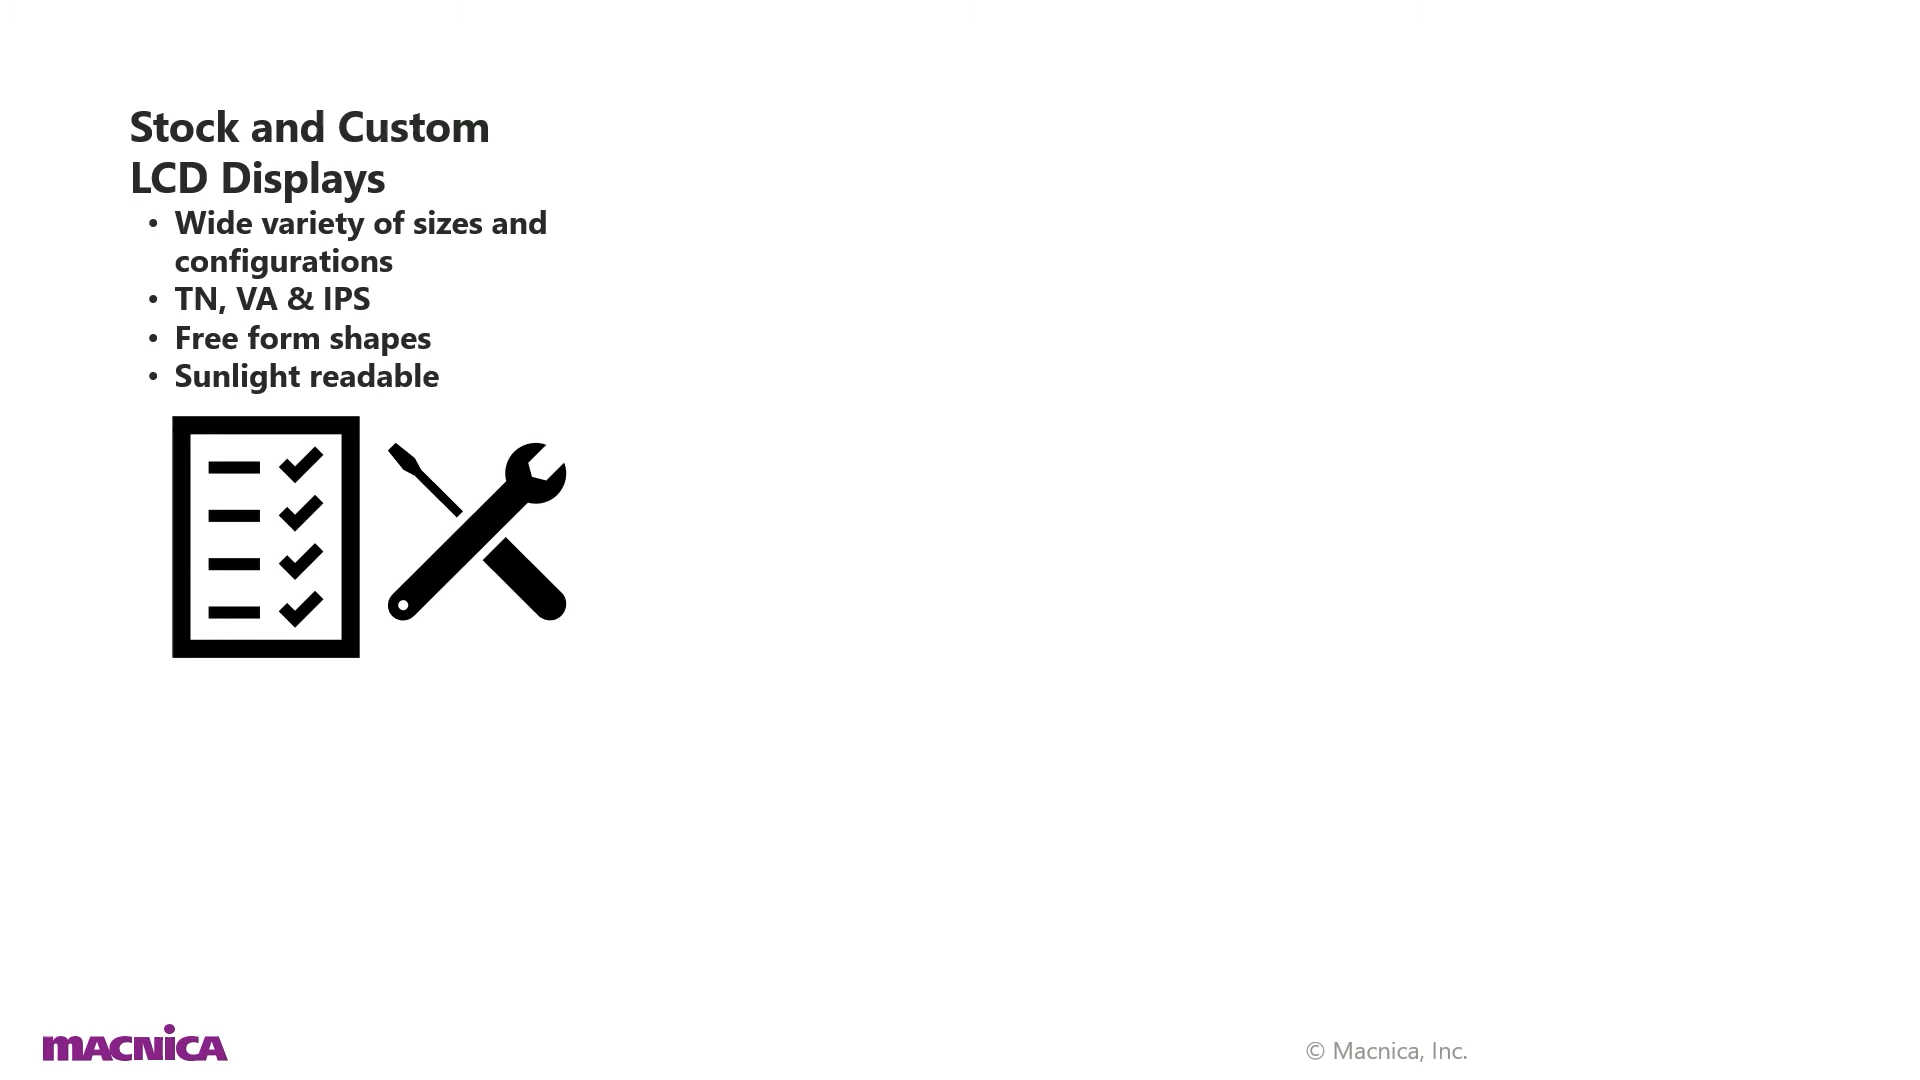 Stock and Custom
LCD Displays
• Wide variety of sizes and
configurations
• TN, VA & IPS
• Free form shapes
• Sunlight readable
macnica
© Macnica, Inc.